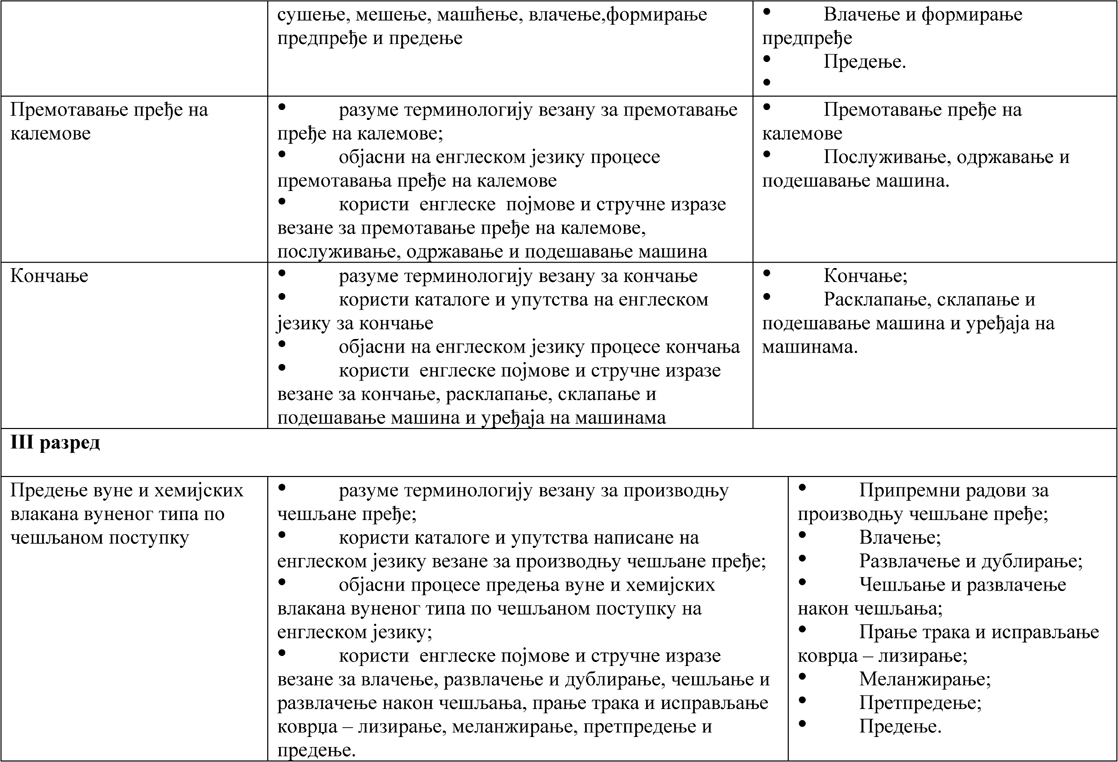 сушење, мешење, машћење, влачење,формирање
предпређе и предење
• Влачење и формирање
предпређе
• Предење.
•
Премотавање пређе на
калемове
• разуме терминологију везану за премотавање
пређе на калемове;
• објасни на енглеском језику процесе
премотавања пређе на калемове
• користи енглеске појмове и стручне изразе
везане за премотавање пређе на калемове,
послуживање, одржавање и подешавање машина
• Премотавање пређе на
калемове
• Послуживање, одржавање и
подешавање машина.
Кончање
• разуме терминологију везану за кончање
• користи каталоге и упутства на енглеском
језику за кончање
• објасни на енглеском језику процесе кончања
• користи енглеске појмове и стручне изразе
везане за кончање, расклапање, склапање и
подешавање машина и уређаја на машинама
• Кончање;
• Расклапање, склапање и
подешавање машина и уређаја на
машинама.
III разред
Предење вуне и хемијских
влакана вуненог типа по
чешљаном поступку
• разуме терминологију везану за производњу
чешљане пређе;
• користи каталоге и упутства написане на
енглеском језику везане за производњу чешљане пређе;
• објасни процесе предења вуне и хемијских
влакана вуненог типа по чешљаном поступку на
енглеском језику;
• користи енглеске појмове и стручне изразе
везане за влачење, развлачење и дублирање, чешљање и
развлачење након чешљања, прање трака и исправљање
коврџа – лизирање, меланжирање, претпредење и
предење.
• Припремни радови за
производњу чешљане пређе;
• Влачење;
• Развлачење и дублирање;
• Чешљање и развлачење
након чешљања;
• Прање трака и исправљање
коврџа – лизирање;
• Меланжирање;
• Претпредење;
• Предење.